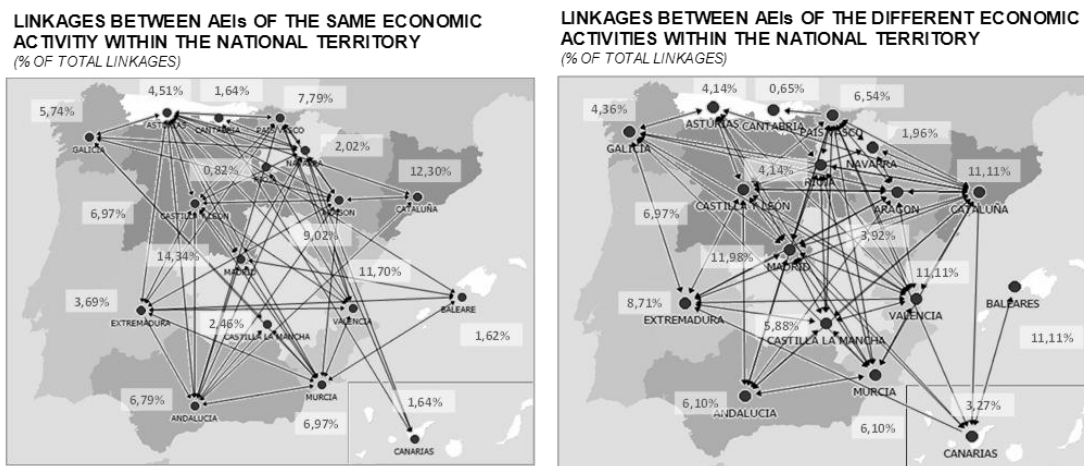 LINKAGES BETWEEN AEIs OF THE SAME ECONOMIC
ACTIVITIY WITHIN THE NATIONAL TERRITORY
(% OF TOTAL LINKAGES)
4,51%
1,64%
7,79%
5,74%
ASTURIAS
CANTABRIA
PAIS VASCO
GALICIA
NAVARRA
2,02%
0,82%
12,30%
CASTILLA Y LEÓN
ARAGON
CATALUÑA
6,97%
9,02%
14,34%
MADRID
11,70%
3,69%
BALEARE
EXTREMADURA
2,46%
VALENCIA
CASTILLA LA MANCHA
1,62%
MURCIA
6,79%
ANDALUCIA
6,97%
1,64%
CANARIAS
LINKAGES BETWEEN AEIs OF THE DIFFERENT ECONOMIC
ACTIVITIES WITHIN THE NATIONAL TERRITORY
(% OF TOTAL LINKAGES)
4,14%
0,65%
6,54%
4,36%
ASTÚRIAS
CANTABRIA
PAIS VASCO
GALICIA
1,96%
NAVARRA
4,14%
RIOJA
11,11%
CASTILLA Y LEÓN
ARAGON
CATALUÑA
6,97%
3,92%
11,98%
MADRID
11,11%
8,71%
BALEARES
EXTREMADURA
VALENCIA
5,88%
CASTILLA LA MANCHA
11,11%
MURCIA
6,10%
ANDALUCIA
3,27%
6,10%
CANARIAS